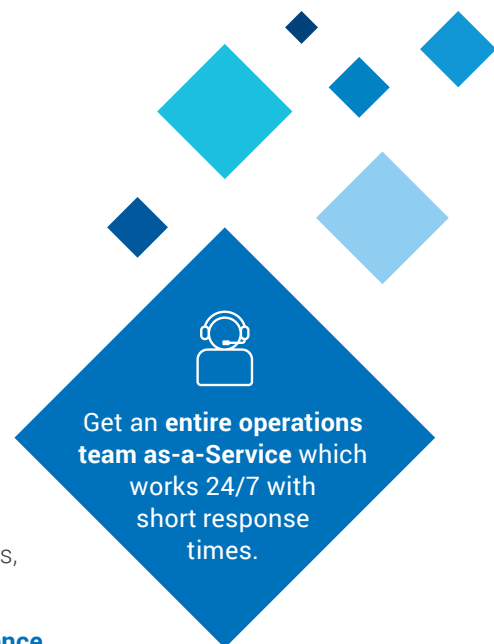 Get an entire operations
team as-a-Service which
works 24/7 with
short response
times.
s,